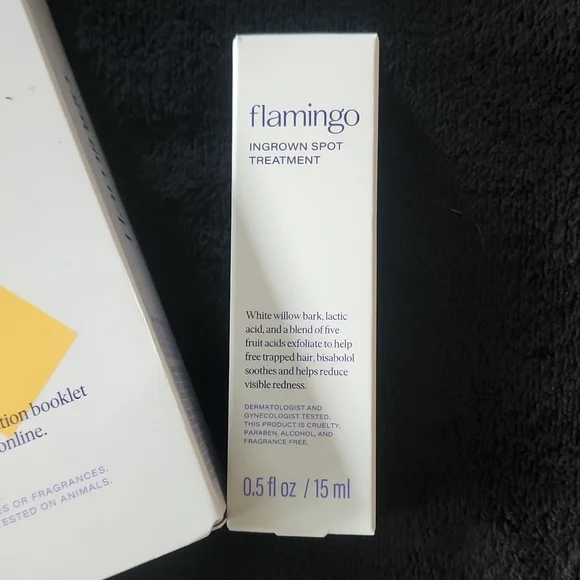 flamingo
INGROWN SPOT
TREATMENT
White willow bark, lactic
acid, and a blend of five
fruit acids exfoliate to help
free trapped hair, bisabolol
soothes and helps reduce
visible redness.
DERMATOLOGIST AND
GYNECOLOGIST TESTED.
THIS PRODUCT IS CRUELTY,
PARABEN, ALCOHOL, AND
FRAGRANCE FREE.
0.5 fl oz / 15 ml
booklet
online.
OR FRAGRANCES,
TESTED ON ANIMALS.